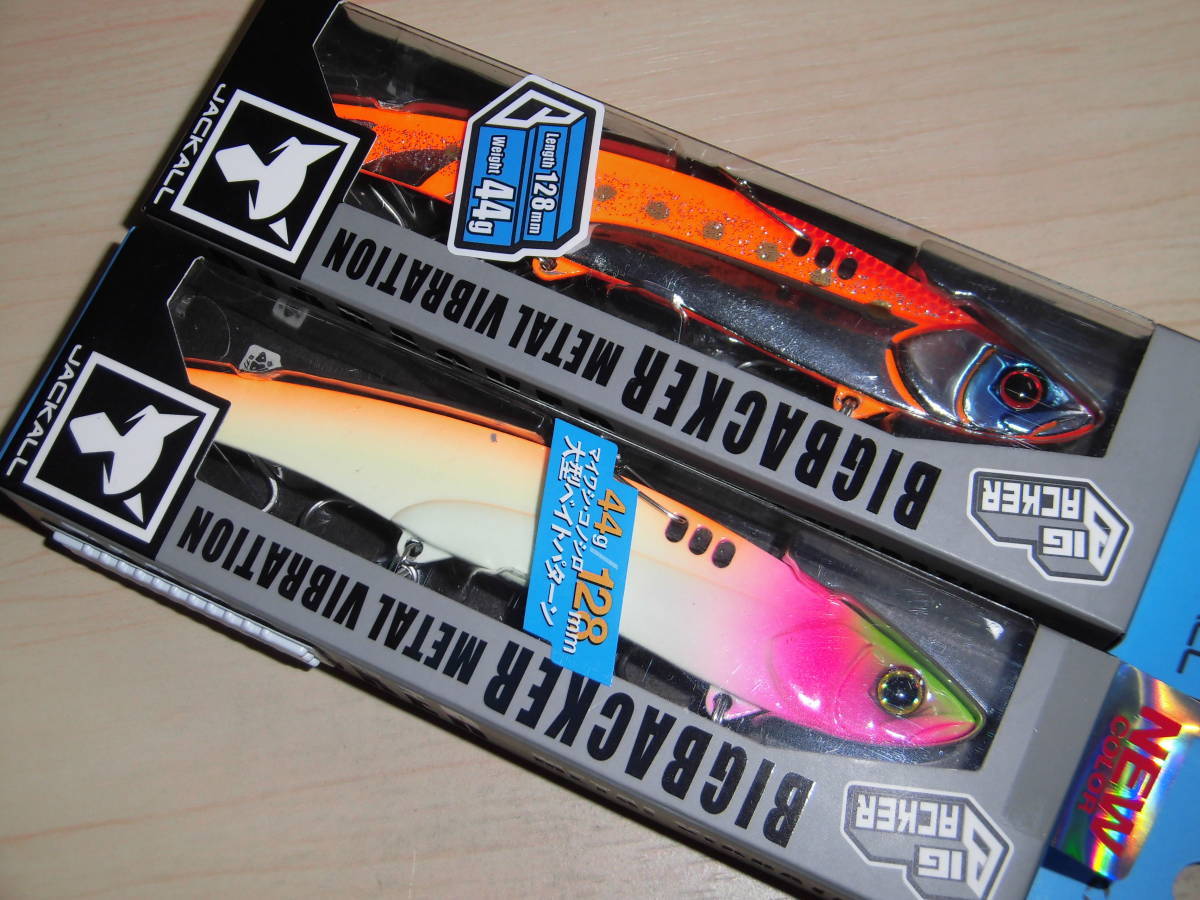 JACKALL
Length 128mm
Weight 44g
BIGBACKER METAL VIBRATION
BIG
BACKER
JACKALL
マイワシ・コノシロ
大型ベイトパターン
44g/128mm
BIGBACKER METAL VIBRATION
BIG
BACKER
NEW
COLOR